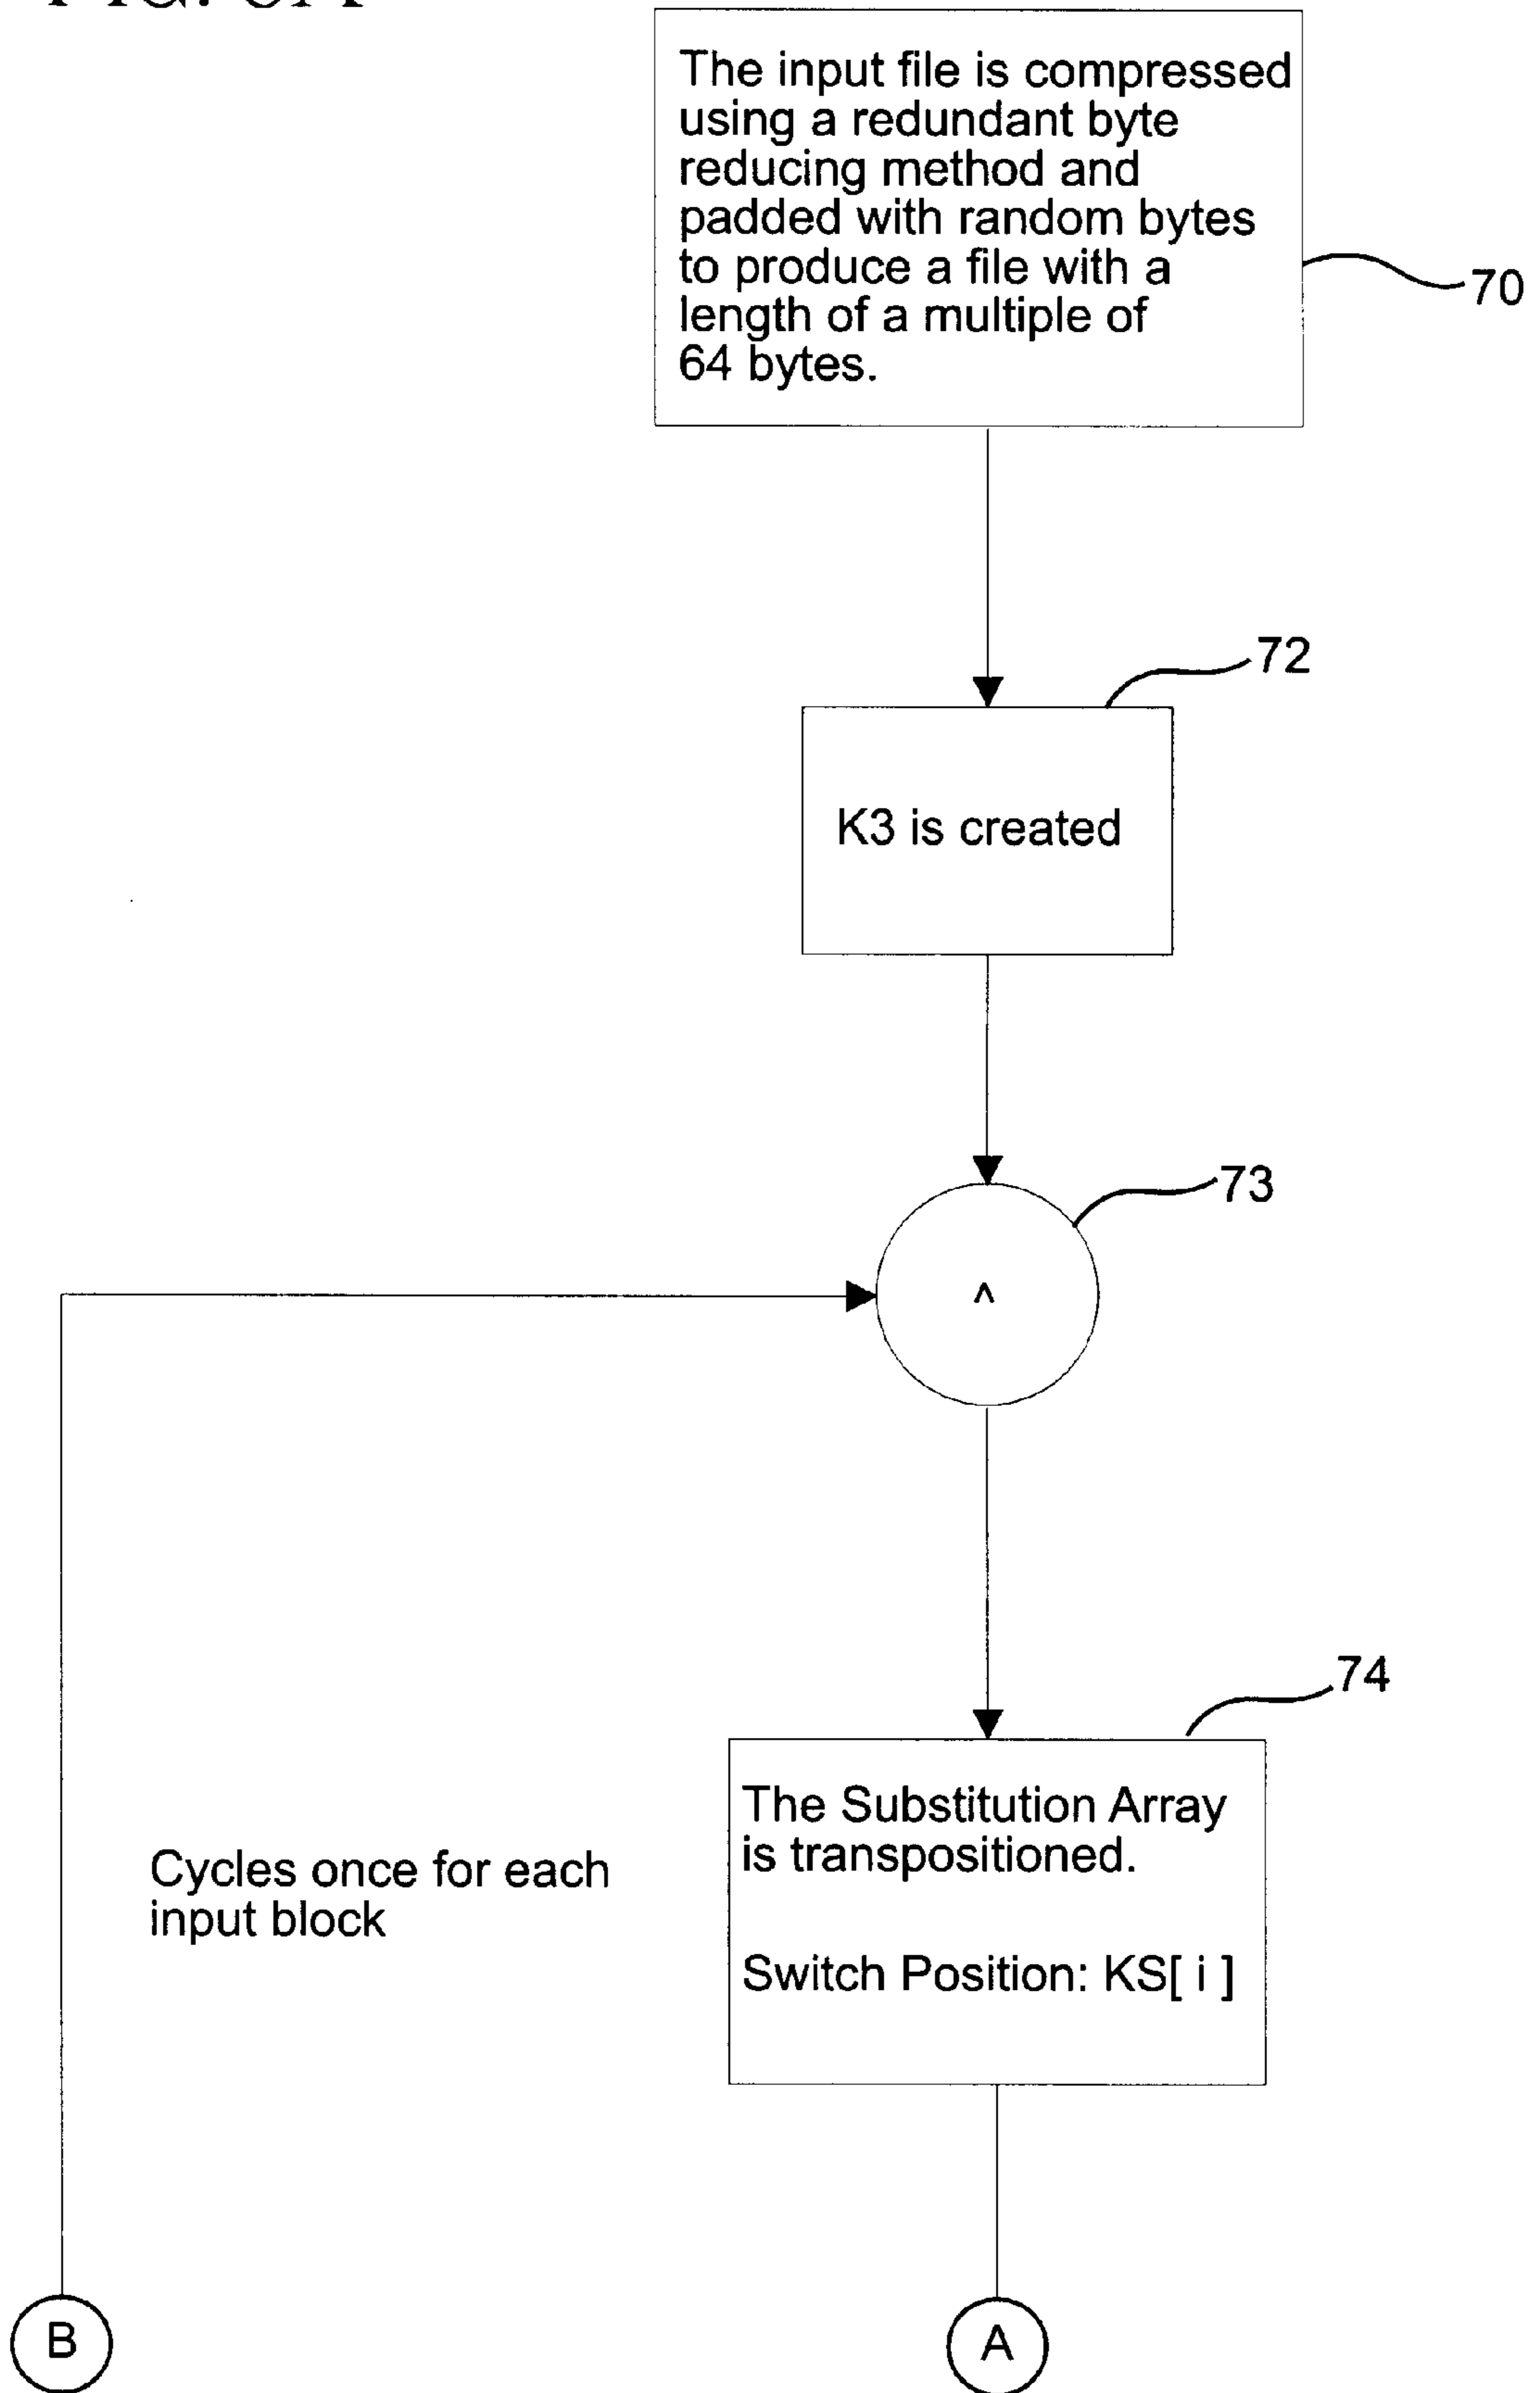 The input file is compressed
using a redundant byte
reducing method and
padded with random bytes
to produce a file with a
length of a multiple of
64 bytes.
70
72
K3 is created
73
^
74
The Substitution Array
is transpositioned.
Switch Position: KS[ i ]
Cycles once for each
input block
B
A